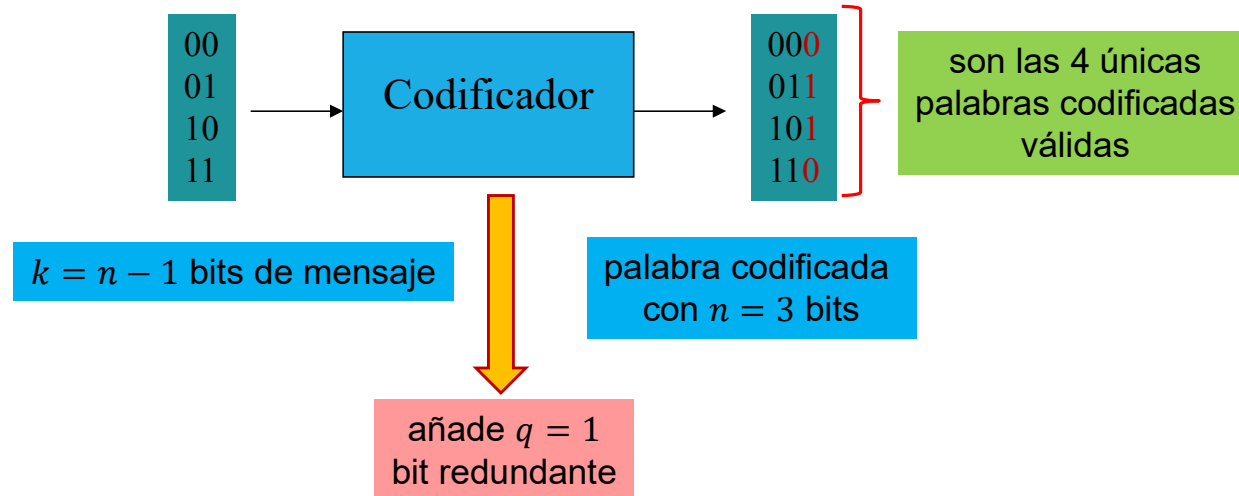 00
01
10
11
Codificador
000
011
101
110
son las 4 únicas
palabras codificadas
válidas
k = n − 1 bits de mensaje
palabra codificada
con n = 3 bits
añade q = 1
bit redundante